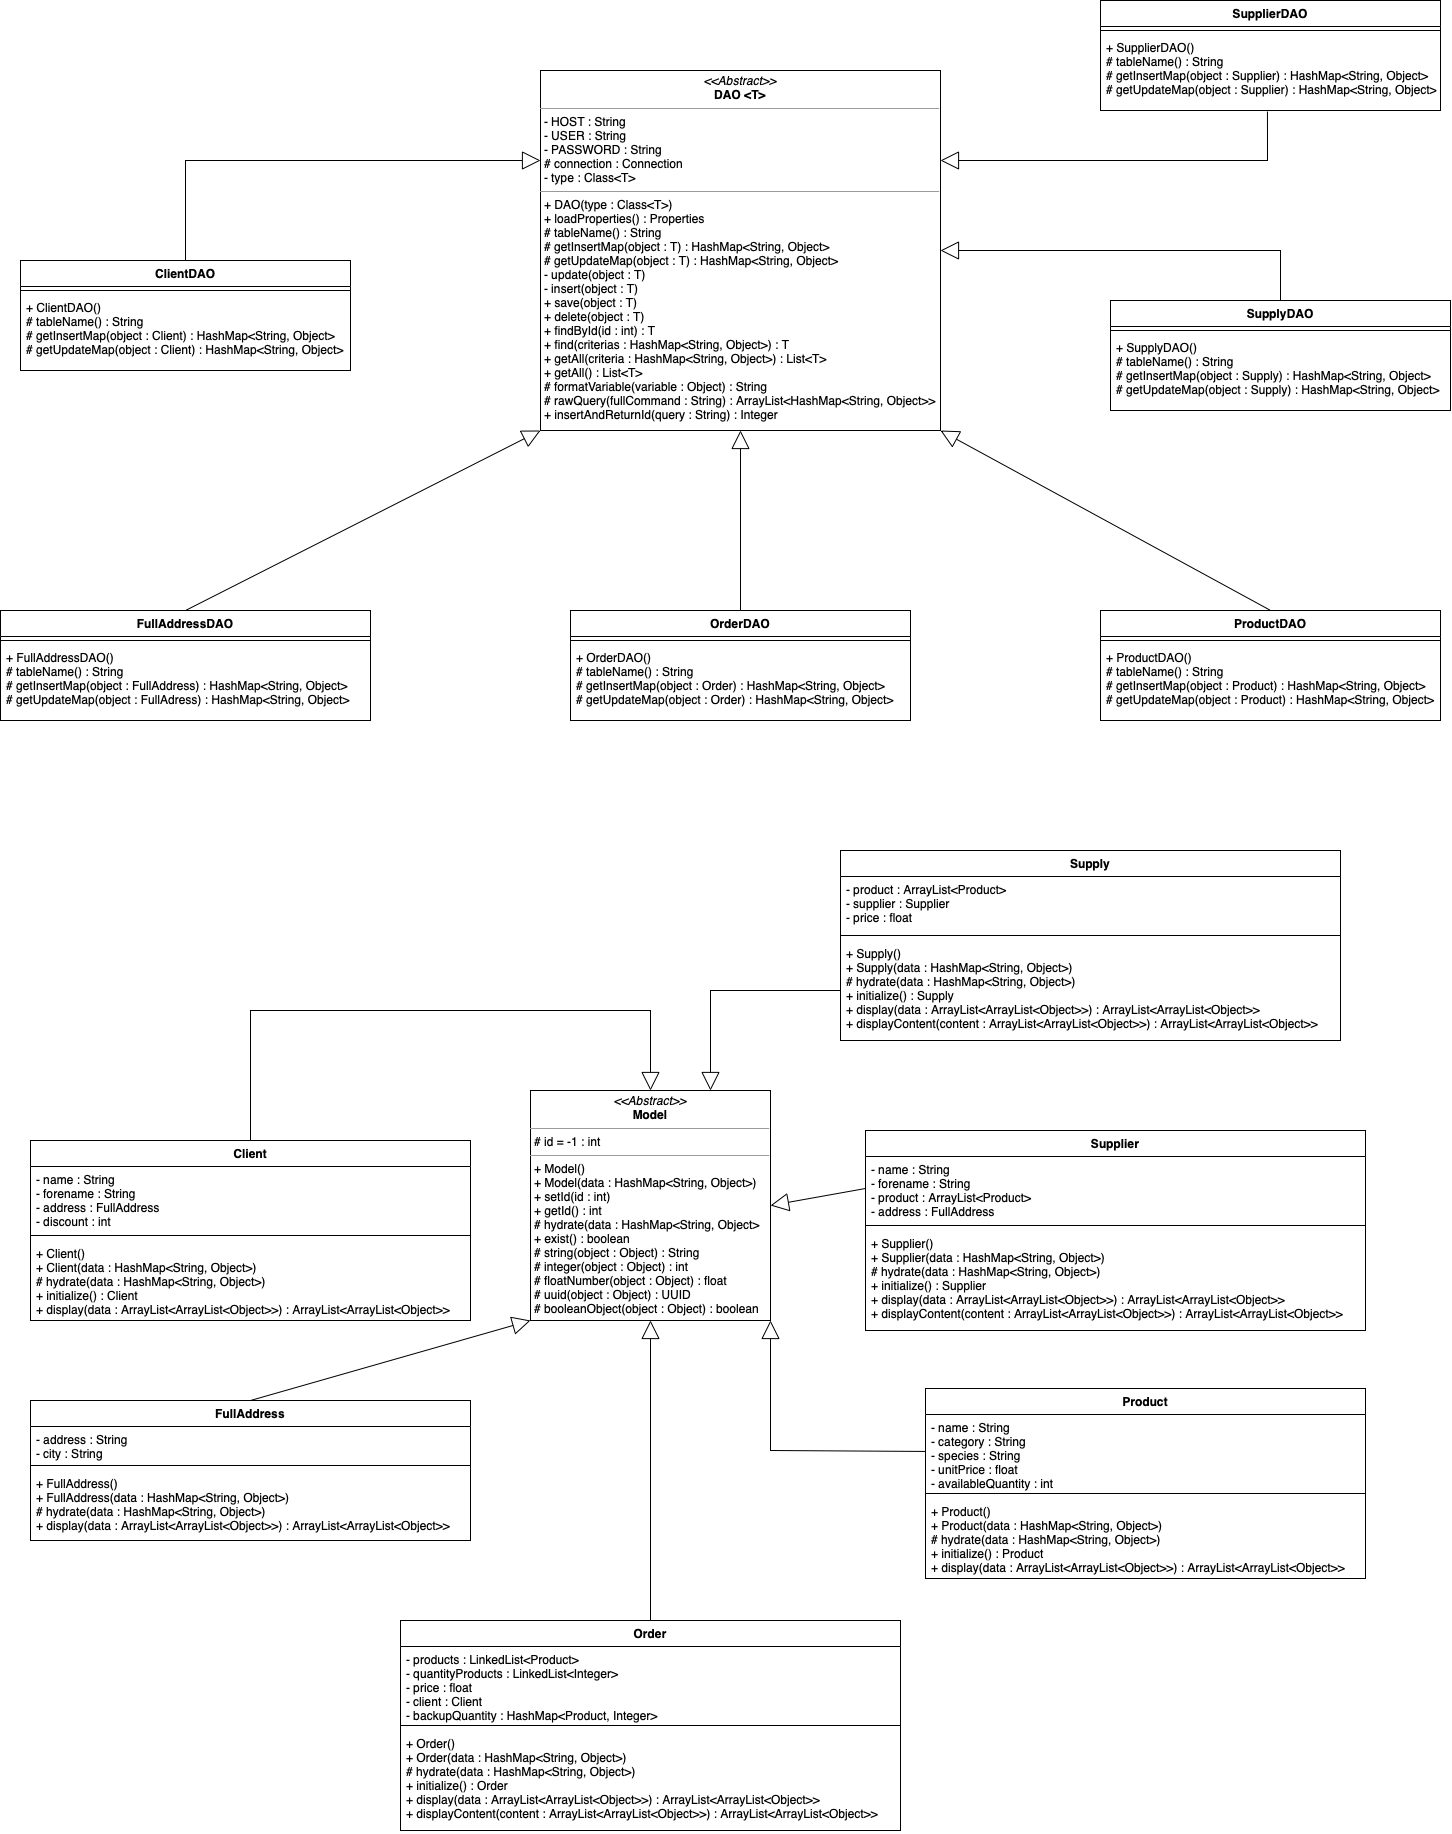 SupplierDAO
+ SupplierDAO()
# tableName() : String
# getInsertMap(object : Supplier) : HashMap<String, Object>
# getUpdateMap(object : Supplier) : HashMap<String, Object>
<<Abstract>>
DAO <T>
- HOST : String
- USER : String
- PASSWORD : String
# connection : Connection
- type : Class<T>
+ DAO(type : Class<T>)
+ loadProperties() : Properties
# tableName() : String
# getInsertMap(object : T) : HashMap<String, Object>
# getUpdateMap(object : T) : HashMap<String, Object>
- update(object : T)
- insert(object : T)
+ save(object : T)
+ delete(object : T)
+ findById(id : int) : T
+ find(criterias : HashMap<String, Object>) : T
+ getAll(criteria : HashMap<String, Object>) : List<T>
+ getAll() : List<T>
# formatVariable(variable : Object) : String
# rawQuery(fullCommand : String) : ArrayList<HashMap<String, Object>>
+ insertAndReturnId(query : String) : Integer
ClientDAO
+ ClientDAO()
# tableName() : String
# getInsertMap(object : Client) : HashMap<String, Object>
# getUpdateMap(object : Client) : HashMap<String, Object>
SupplyDAO
+ SupplyDAO()
# tableName() : String
# getInsertMap(object : Supply) : HashMap<String, Object>
# getUpdateMap(object : Supply) : HashMap<String, Object>
FullAddressDAO
+ FullAddressDAO()
# tableName() : String
# getInsertMap(object : FullAddress) : HashMap<String, Object>
# getUpdateMap(object : FullAdress) : HashMap<String, Object>
OrderDAO
+ OrderDAO()
# tableName() : String
# getInsertMap(object : Order) : HashMap<String, Object>
# getUpdateMap(object : Order) : HashMap<String, Object>
ProductDAO
+ ProductDAO()
# tableName() : String
# getInsertMap(object : Product) : HashMap<String, Object>
# getUpdateMap(object : Product) : HashMap<String, Object>
Supply
- product : ArrayList<Product>
- supplier : Supplier
- price : float
+ Supply()
+ Supply(data : HashMap<String, Object>)
# hydrate(data : HashMap<String, Object>)
+ initialize() : Supply
+ display(data : ArrayList<ArrayList<Object>>) : ArrayList<ArrayList<Object>>
+ displayContent(content : ArrayList<ArrayList<Object>>) : ArrayList<ArrayList<Object>>
<<Abstract>>
Model
# id = -1 : int
+ Model()
+ Model(data : HashMap<String, Object>)
+ setId(id : int)
+ getId() : int
# hydrate(data : HashMap<String, Object>
+ exist() : boolean
# string(object : Object) : String
# integer(object : Object) : int
# floatNumber(object : Object) : float
# uuid(object : Object) : UUID
# booleanObject(object : Object) : boolean
Client
- name : String
- forename : String
- address : FullAddress
- discount : int
+ Client()
+ Client(data : HashMap<String, Object>)
# hydrate(data : HashMap<String, Object>)
+ initialize() : Client
+ display(data : ArrayList<ArrayList<Object>>) : ArrayList<ArrayList<Object>>
Supplier
- name : String
- forename : String
- product : ArrayList<Product>
- address : FullAddress
+ Supplier()
+ Supplier(data : HashMap<String, Object>)
# hydrate(data : HashMap<String, Object>)
+ initialize() : Supplier
+ display(data : ArrayList<ArrayList<Object>>) : ArrayList<ArrayList<Object>>
+ displayContent(content : ArrayList<ArrayList<Object>>) : ArrayList<ArrayList<Object>>
FullAddress
- address : String
- city : String
+ FullAddress()
+ FullAddress(data : HashMap<String, Object>)
# hydrate(data : HashMap<String, Object>)
+ display(data : ArrayList<ArrayList<Object>>) : ArrayList<ArrayList<Object>>
Product
- name : String
- category : String
- species : String
- unitPrice : float
- availableQuantity : int
+ Product()
+ Product(data : HashMap<String, Object>)
# hydrate(data : HashMap<String, Object>)
+ initialize() : Product
+ display(data : ArrayList<ArrayList<Object>>) : ArrayList<ArrayList<Object>>
Order
- products : LinkedList<Product>
- quantityProducts : LinkedList<Integer>
- price : float
- client : Client
- backupQuantity : HashMap<Product, Integer>
+ Order()
+ Order(data : HashMap<String, Object>)
# hydrate(data : HashMap<String, Object>)
+ initialize() : Order
+ display(data : ArrayList<ArrayList<Object>>) : ArrayList<ArrayList<Object>>
+ displayContent(content : ArrayList<ArrayList<Object>>) : ArrayList<ArrayList<Object>>